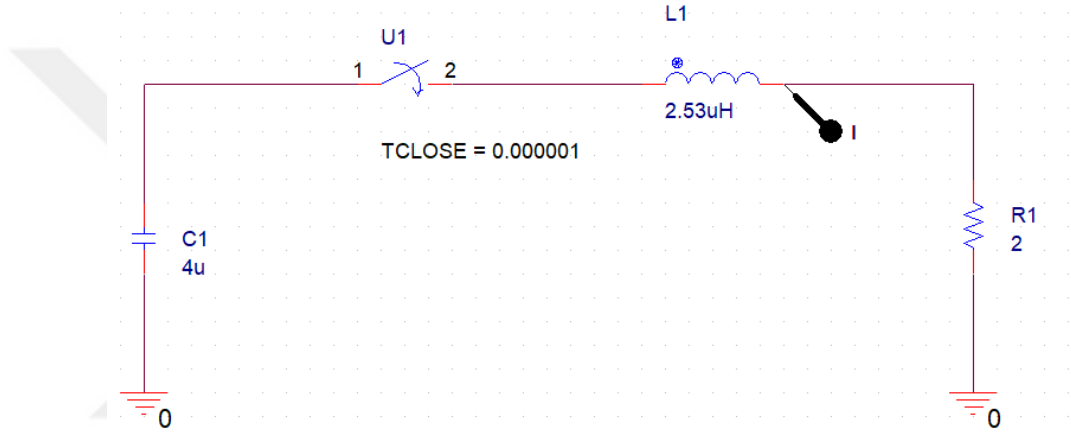 L1
U1
1 2
2.53uH
I
TCLOSE = 0.000001
C1
4u
R1
2
0
0